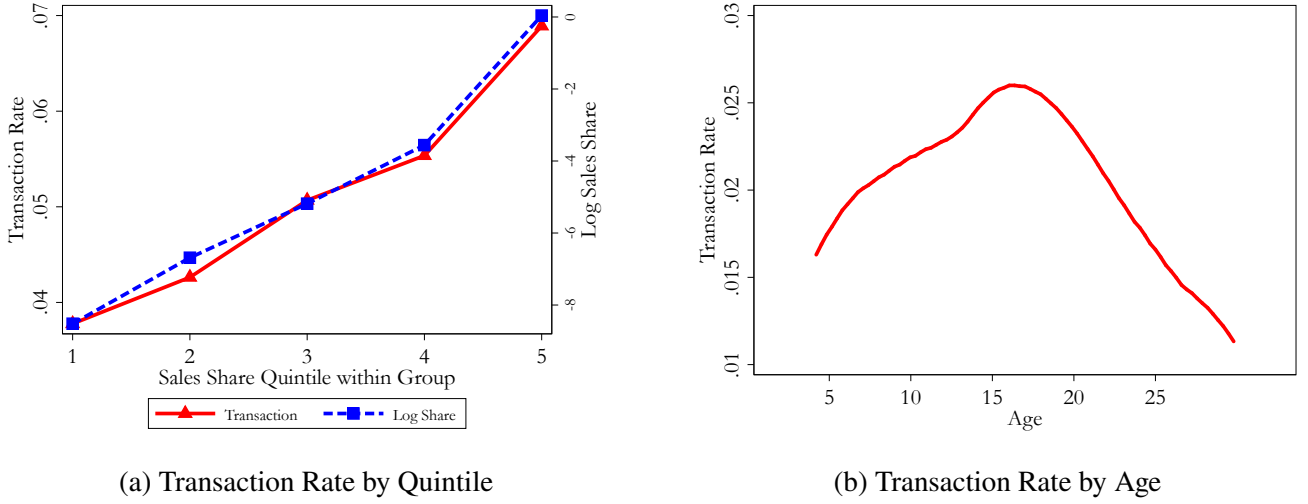 .07
.06
.05
.04
Transaction Rate
0
-2
-4
-6
-8
Log Sales Share
1 2 3 4 5
Sales Share Quintile within Group
Transaction Log Share
(a) Transaction Rate by Quintile
.03
.025
.02
.015
.01
Transaction Rate
5 10 15 20 25
Age
(b) Transaction Rate by Age